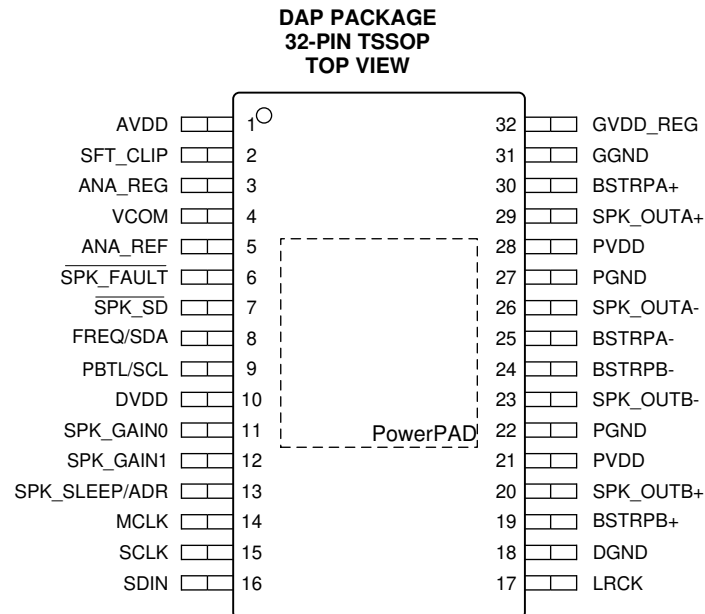 DAP PACKAGE
32-PIN TSSOP
TOP VIEW
AVDD 1 32 GVDD_REG
SFT_CLIP 2 31 GGND
ANA_REG 3 30 BSTRPA+
VCOM 4 29 SPK_OUTA+
ANA_REF 5 28 PVDD
SPK_FAULT 6 27 PGND
SPK_SD 7 26 SPK_OUTA-
FREQ/SDA 8 25 BSTRPA-
PBTL/SCL 9 24 BSTRPB-
DVDD 10 23 SPK_OUTB-
SPK_GAIN0 11 PowerPAD 22 PGND
SPK_GAIN1 12 21 PVDD
SPK_SLEEP/ADR 13 20 SPK_OUTB+
MCLK 14 19 BSTRPB+
SCLK 15 18 DGND
SDIN 16 17 LRCK